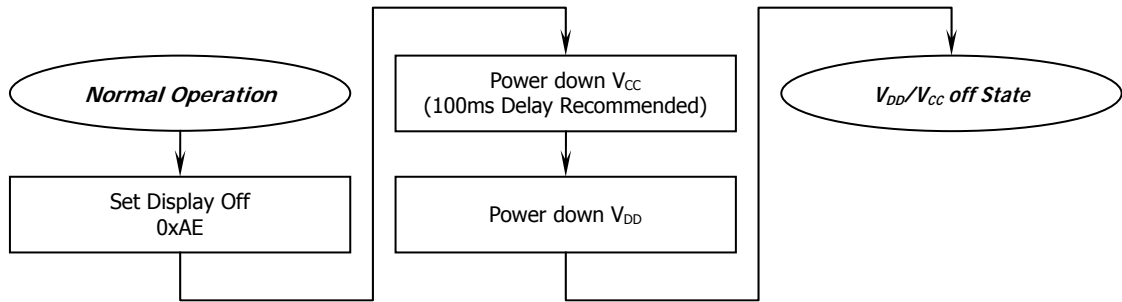 Normal Operation
Set Display Off
0xAE
Power down VCC
(100ms Delay Recommended)
Power down VDD
VDD/VCC off State